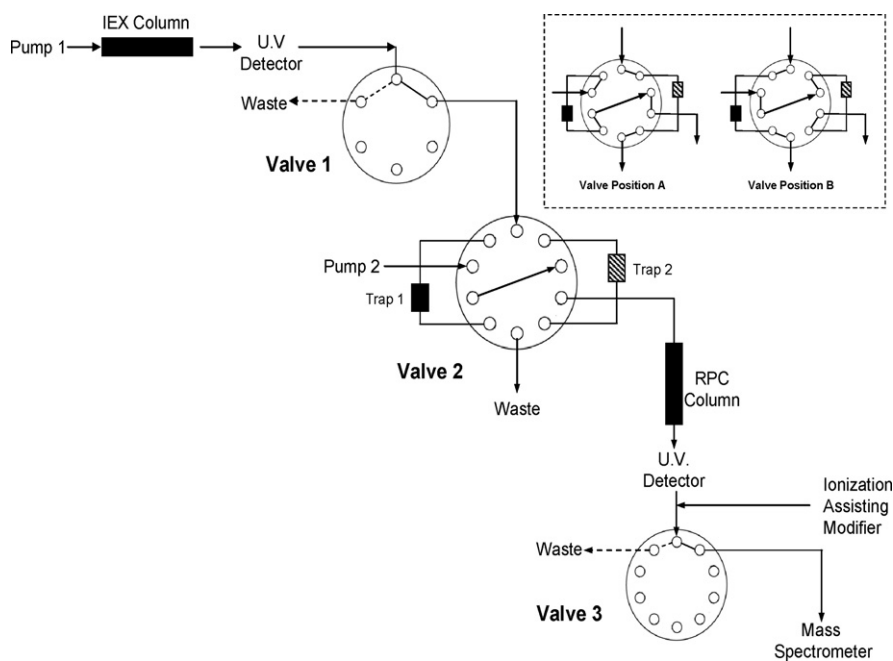 IEX Column
Pump 1
U.V
Detector
Waste
Valve 1
Valve Position A
Valve Position B
Pump 2
Trap 1
Trap 2
Valve 2
Waste
RPC
Column
U.V.
Detector
Ionization
Assisting
Modifier
Waste
Valve 3
Mass
Spectrometer